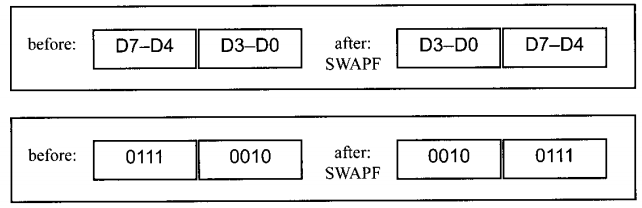 before: D7–D4 D3–D0 after: SWAPF D3–D0 D7–D4
before: 0111 0010 after: SWAPF 0010 0111